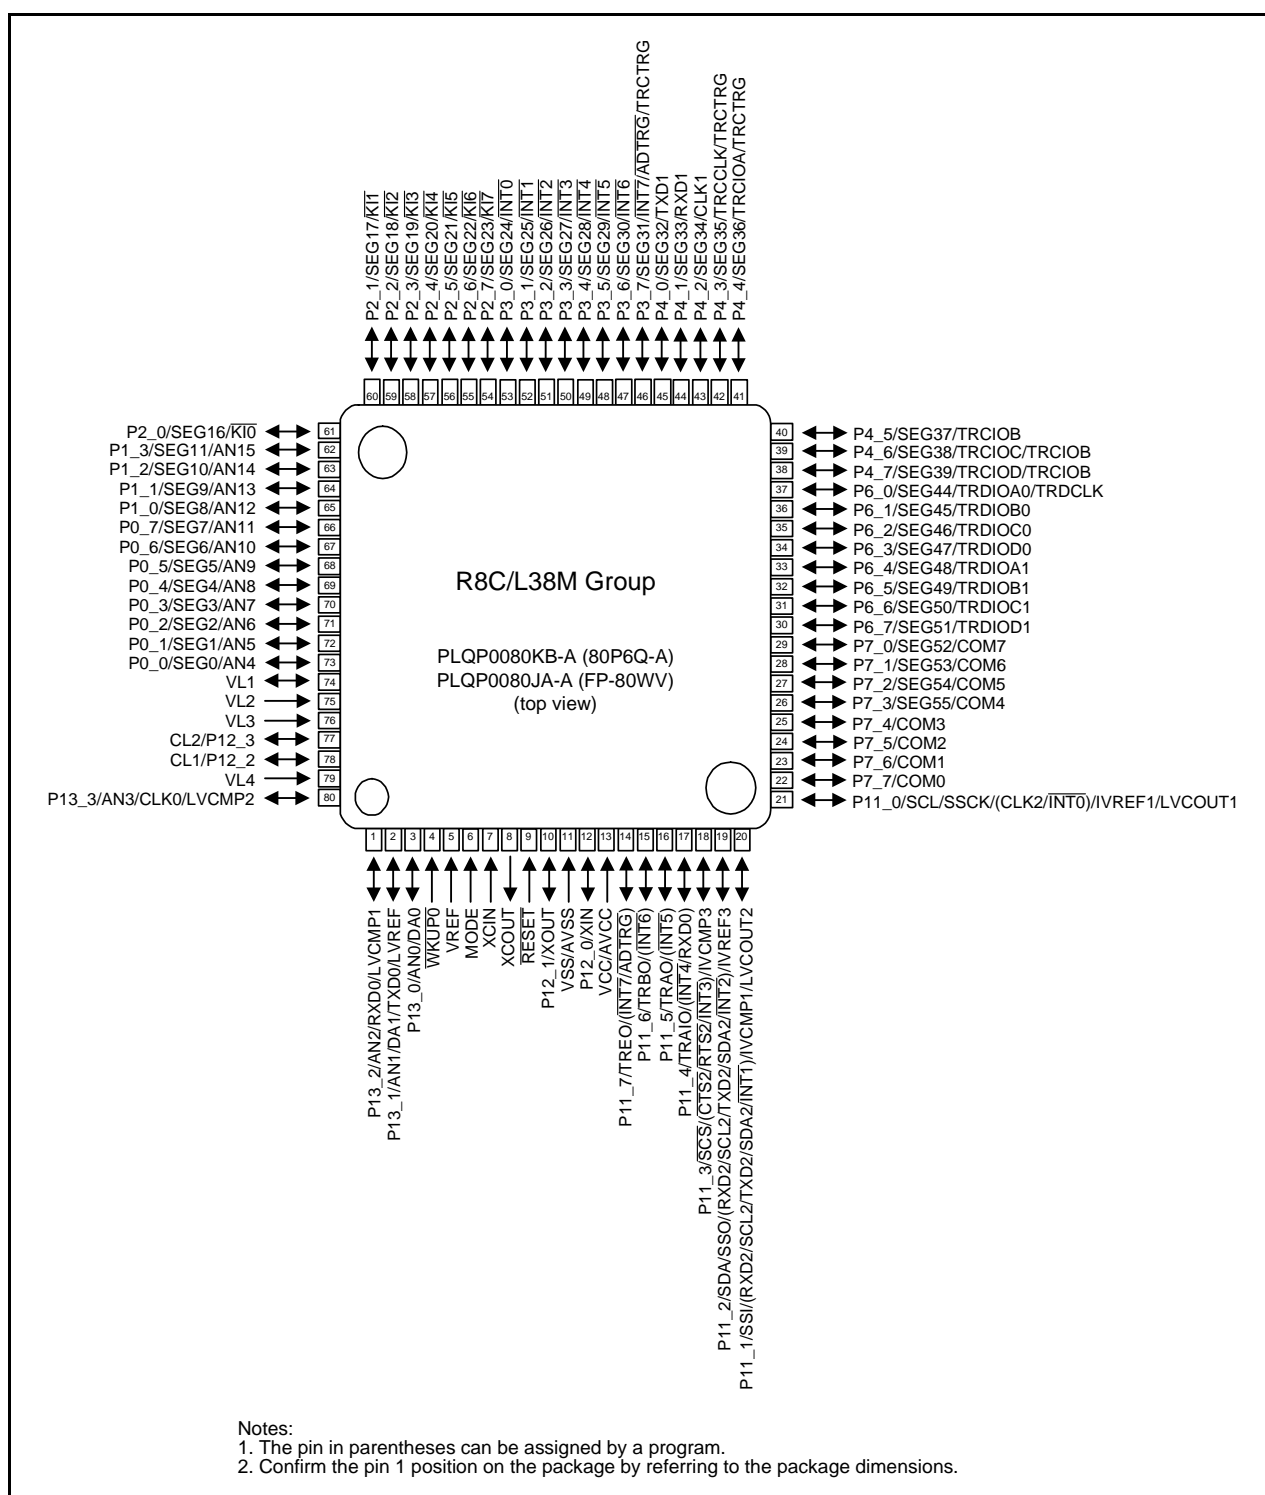 P2_1/SEG17/KI1
P2_2/SEG18/KI2
P2_3/SEG19/KI3
P2_4/SEG20/KI4
P2_5/SEG21/KI5
P2_6/SEG22/KI6
P2_7/SEG23/KI7
P3_0/SEG24/INT0
P3_1/SEG25/INT1
P3_2/SEG26/INT2
P3_3/SEG27/INT3
P3_4/SEG28/INT4
P3_5/SEG29/INT5
P3_6/SEG30/INT6
P3_7/SEG31/INT7/ADTRG/TRCTRG
P4_0/SEG32/TXD1
P4_1/SEG33/RXD1
P4_2/SEG34/CLK1
P4_3/SEG35/TRCCLK/TRCTRG
P4_4/SEG36/TRCIOA/TRCTRG
60 59 58 57 56 55 54 53 52 51 50 49 48 47 46 45 44 43 42 41
P2_0/SEG16/KI0 61
P1_3/SEG11/AN15 62
P1_2/SEG10/AN14 63
P1_1/SEG9/AN13 64
P1_0/SEG8/AN12 65
P0_7/SEG7/AN11 66
P0_6/SEG6/AN10 67
P0_5/SEG5/AN9 68
P0_4/SEG4/AN8 69
P0_3/SEG3/AN7 70
P0_2/SEG2/AN6 71
P0_1/SEG1/AN5 72
P0_0/SEG0/AN4 73
VL1 74
VL2 75
VL3 76
CL2/P12_3 77
CL1/P12_2 78
VL4 79
P13_3/AN3/CLK0/LVCMP2 80
R8C/L38M Group
PLQP0080KB-A (80P6Q-A)
PLQP0080JA-A (FP-80WV)
(top view)
40 P4_5/SEG37/TRCIOB
39 P4_6/SEG38/TRCIOC/TRCIOB
38 P4_7/SEG39/TRCIOD/TRCIOB
37 P6_0/SEG44/TRDIOA0/TRDCLK
36 P6_1/SEG45/TRDIOB0
35 P6_2/SEG46/TRDIOC0
34 P6_3/SEG47/TRDIOD0
33 P6_4/SEG48/TRDIOA1
32 P6_5/SEG49/TRDIOB1
31 P6_6/SEG50/TRDIOC1
30 P6_7/SEG51/TRDIOD1
29 P7_0/SEG52/COM7
28 P7_1/SEG53/COM6
27 P7_2/SEG54/COM5
26 P7_3/SEG55/COM4
25 P7_4/COM3
24 P7_5/COM2
23 P7_6/COM1
22 P7_7/COM0
21 P11_0/SCL/SSCK/(CLK2/INT0)/IVREF1/LVCOUT1
1 2 3 4 5 6 7 8 9 10 11 12 13 14 15 16 17 18 19 20
P13_2/AN2/RXD0/LVCMP1
P13_1/AN1/DA1/TXD0/LVREF
P13_0/AN0/DA0
WKUP0
VREF
MODE
XCIN
XCOUT
RESET
P12_1/XOUT
VSS/AVSS
P12_0/XIN
VCC/AVCC
P11_7/TREO/(INT7/ADTRG)
P11_6/TRBO/(INT6)
P11_5/TRAO/(INT5)
P11_4/TRAIO/(INT4/RXD0)
P11_3/SCS/(CTS2/RTS2/INT3)/IVCMP3
P11_2/SDA/SSO/(RXD2/SCL2/TXD2/SDA2/INT2)/IVREF3
P11_1/SSI/(RXD2/SCL2/TXD2/SDA2/INT1)/IVCMP1/LVCOUT2
Notes:
1. The pin in parentheses can be assigned by a program.
2. Confirm the pin 1 position on the package by referring to the package dimensions.